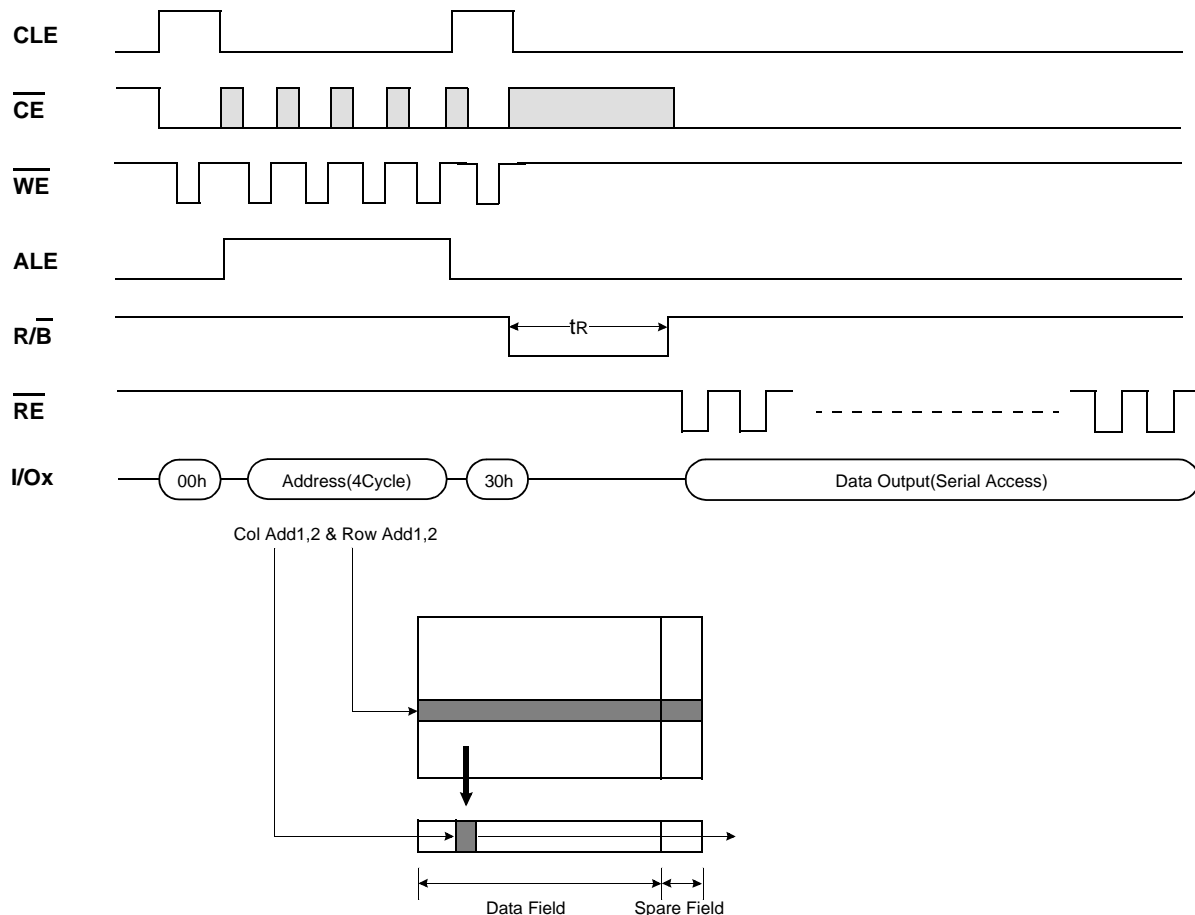 CLE
CE
WE
ALE
R/B
tR
RE
I/Ox
00h
Address(4Cycle)
30h
Data Output(Serial Access)
Col Add1,2 & Row Add1,2
Data Field
Spare Field